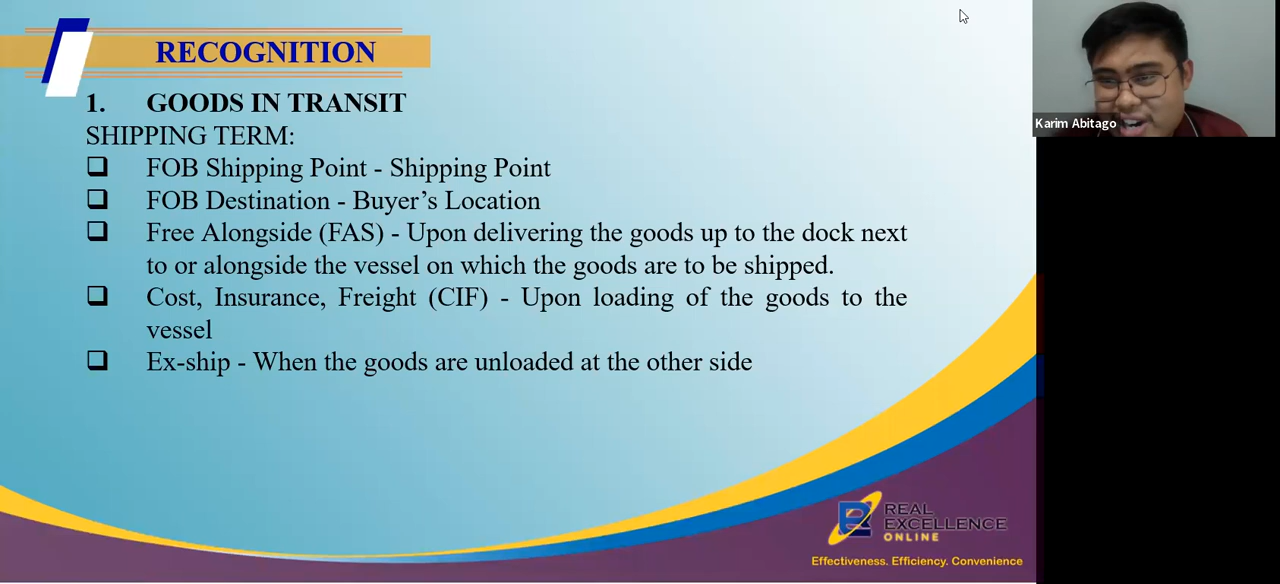 RECOGNITION
1. GOODS IN TRANSIT
SHIPPING TERM:
❑ FOB Shipping Point - Shipping Point
❑ FOB Destination - Buyer’s Location
❑ Free Alongside (FAS) - Upon delivering the goods up to the dock next
to or alongside the vessel on which the goods are to be shipped.
❑ Cost, Insurance, Freight (CIF) - Upon loading of the goods to the
vessel
❑ Ex-ship - When the goods are unloaded at the other side
Karim Abitago
REAL
EXCELLENCE
ONLINE
Effectiveness. Efficiency. Convenience